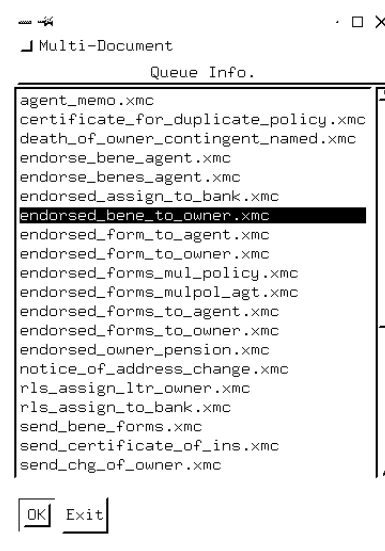 Multi-Document
Queue Info.
agent_memo.xmc
certificate_for_duplicate_policy.xmc
death_of_owner_contingent_named.xmc
endorse_bene_agent.xmc
endorse_benes_agent.xmc
endorsed_assign_to_bank.xmc
endorsed_bene_to_owner.xmc
endorsed_form_to_agent.xmc
endorsed_form_to_owner.xmc
endorsed_forms_mul_policy.xmc
endorsed_forms_mulpol_agt.xmc
endorsed_forms_to_agent.xmc
endorsed_forms_to_owner.xmc
endorsed_owner_pension.xmc
notice_of_address_change.xmc
rls_assign_ltr_owner.xmc
rls_assign_to_bank.xmc
send_bene_forms.xmc
send_certificate_of_ins.xmc
send_chg_of_owner.xmc
OK Exit